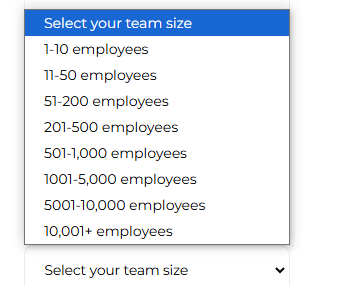 Select your team size
1-10 employees
11-50 employees
51-200 employees
201-500 employees
501-1,000 employees
1001-5,000 employees
5001-10,000 employees
10,001+ employees
Select your team size